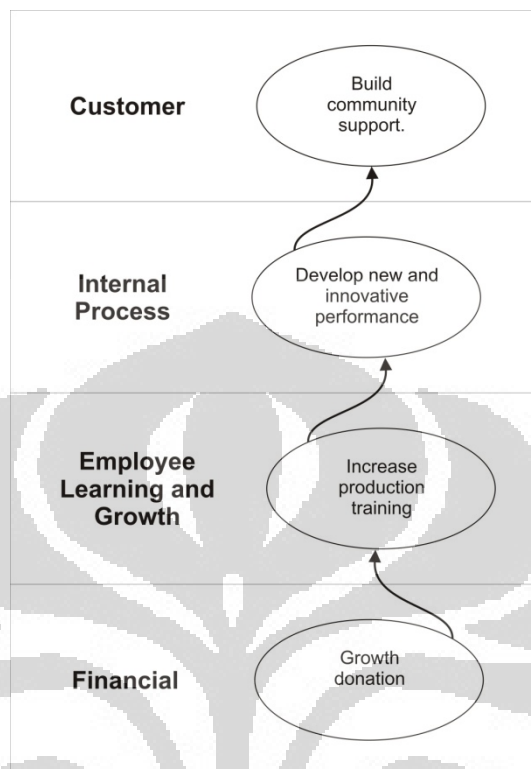 Customer
Build
community
support.
Internal
Process
Develop new and
innovative
performance
Employee
Learning and
Growth
Increase
production
training
Financial
Growth
donation